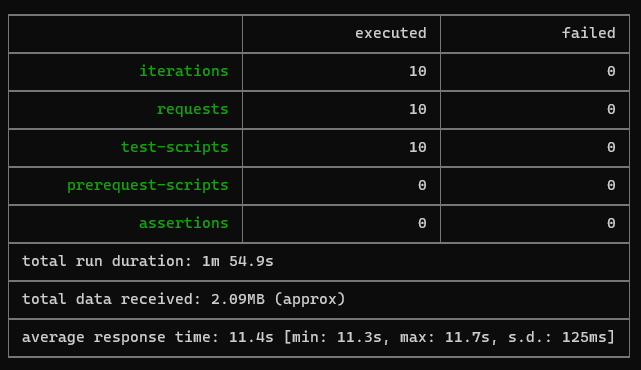 executed failed
iterations 10 0
requests 10 0
test-scripts 10 0
prerequest-scripts 0 0
assertions 0 0
total run duration: 1m 54.9s
total data received: 2.09MB (approx)
average response time: 11.4s [min: 11.3s, max: 11.7s, s.d.: 125ms]